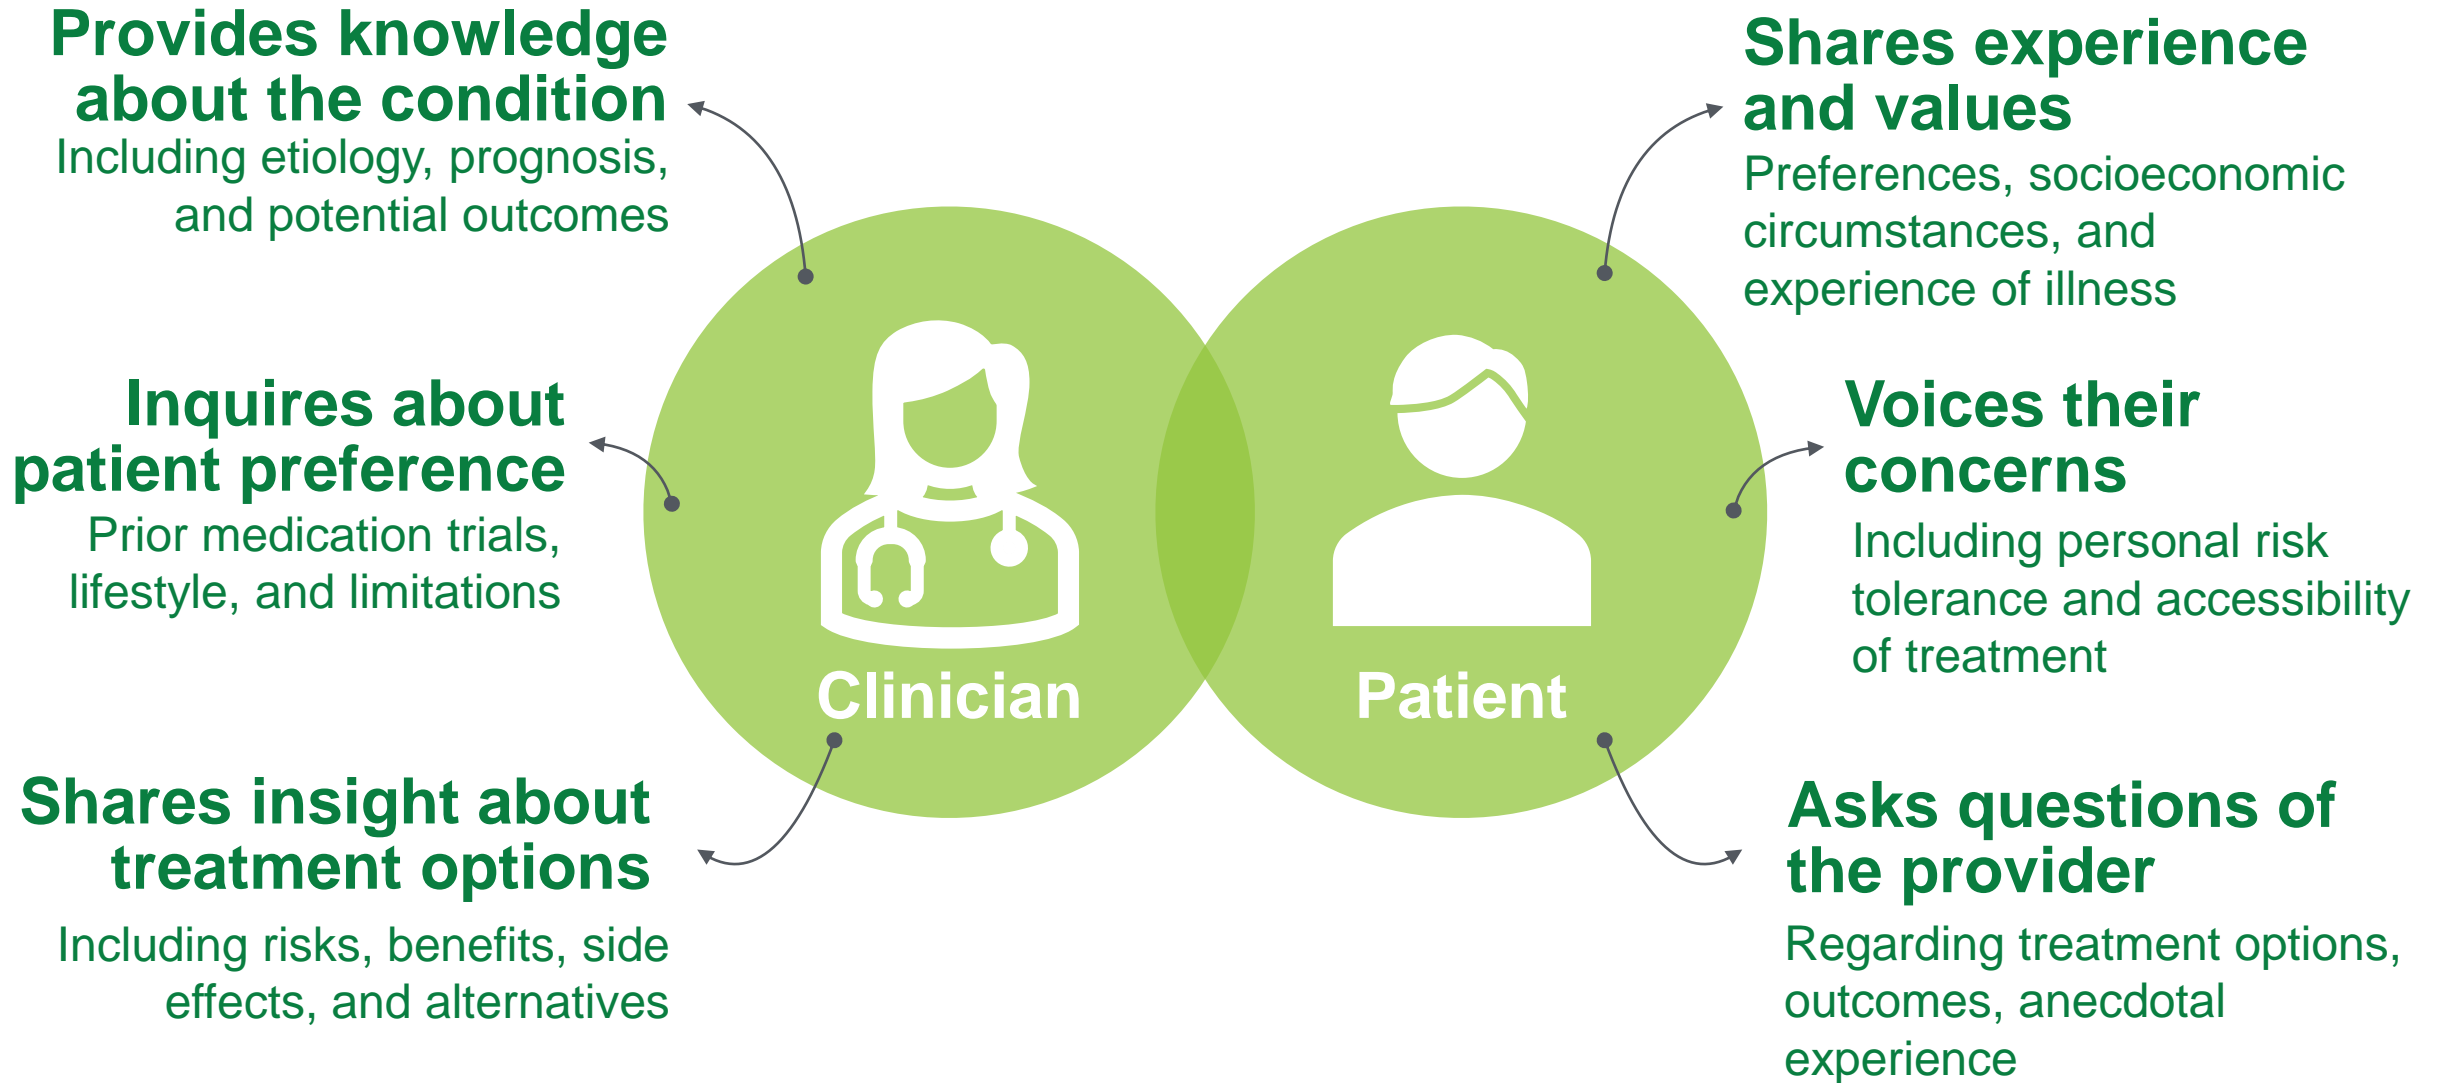 Provides knowledge
about the condition
Including etiology, prognosis,
and potential outcomes
Inquires about
patient preference
Prior medication trials,
lifestyle, and limitations
Shares insight about
treatment options
Including risks, benefits, side
effects, and alternatives
Clinician
Patient
Shares experience
and values
Preferences, socioeconomic
circumstances, and
experience of illness
Voices their
concerns
Including personal risk
tolerance and accessibility
of treatment
Asks questions of
the provider
Regarding treatment options,
outcomes, anecdotal
experience